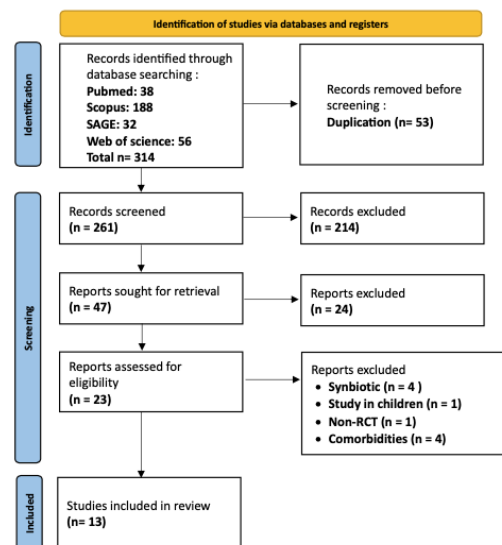 Identification of studies via databases and registers
Identification
Records identified through
database searching :
Pubmed: 38
Scopus: 188
SAGE: 32
Web of science: 56
Total n= 314
Records removed before
screening :
Duplication (n= 53)
Screening
Records screened
(n = 261)
Records excluded
(n = 214)
Reports sought for retrieval
(n = 47)
Reports excluded
(n = 24)
Reports assessed for
eligibility
(n = 23)
Reports excluded
• Synbiotic (n = 4 )
• Study in children (n = 1)
• Non-RCT (n = 1)
• Comorbidities (n = 4)
Included
Studies included in review
(n= 13)